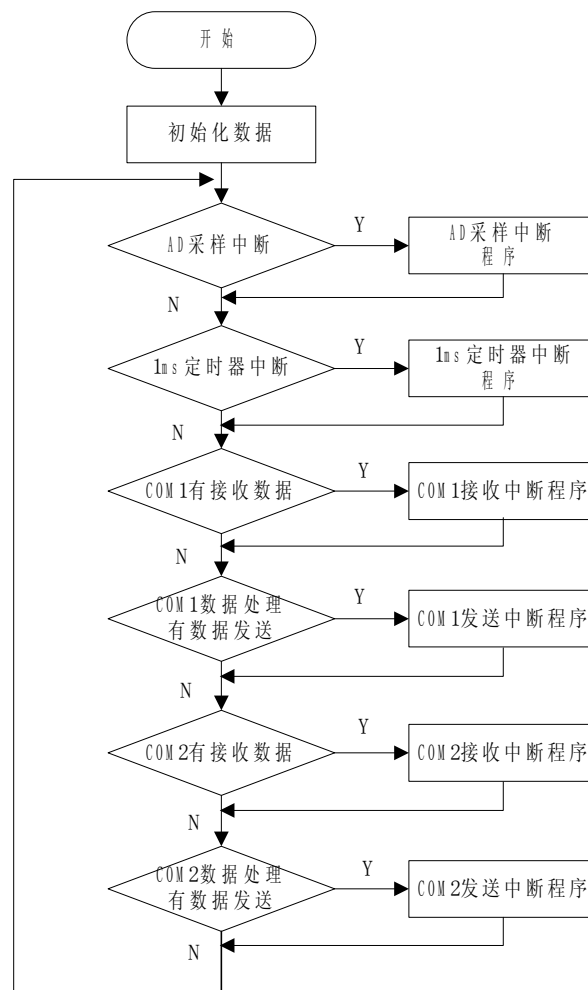 开始
初始化数据
AD采样中断
Y
AD采样中断
程序
N
1ms定时器中断
Y
1ms定时器中断
程序
N
COM1有接收数据
Y
COM1接收中断程序
N
COM1数据处理
有数据发送
Y
COM1发送中断程序
N
COM2有接收数据
Y
COM2接收中断程序
N
COM2数据处理
有数据发送
Y
COM2发送中断程序
N